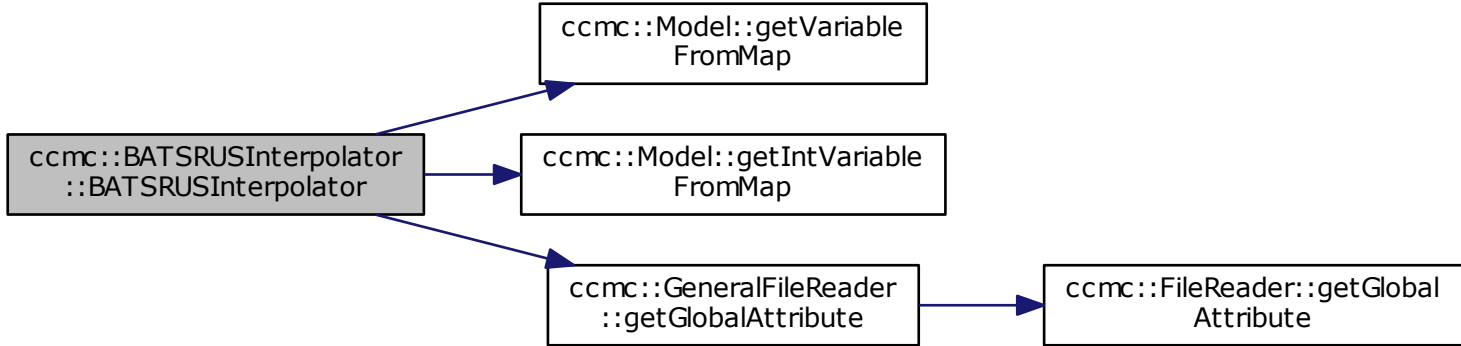 ccmc::Model::getVariable
FromMap
ccmc::BATSRUSInterpolator
::BATSRUSInterpolator
ccmc::Model::getIntVariable
FromMap
ccmc::GeneralFileReader
::getGlobalAttribute
ccmc::FileReader::getGlobal
Attribute